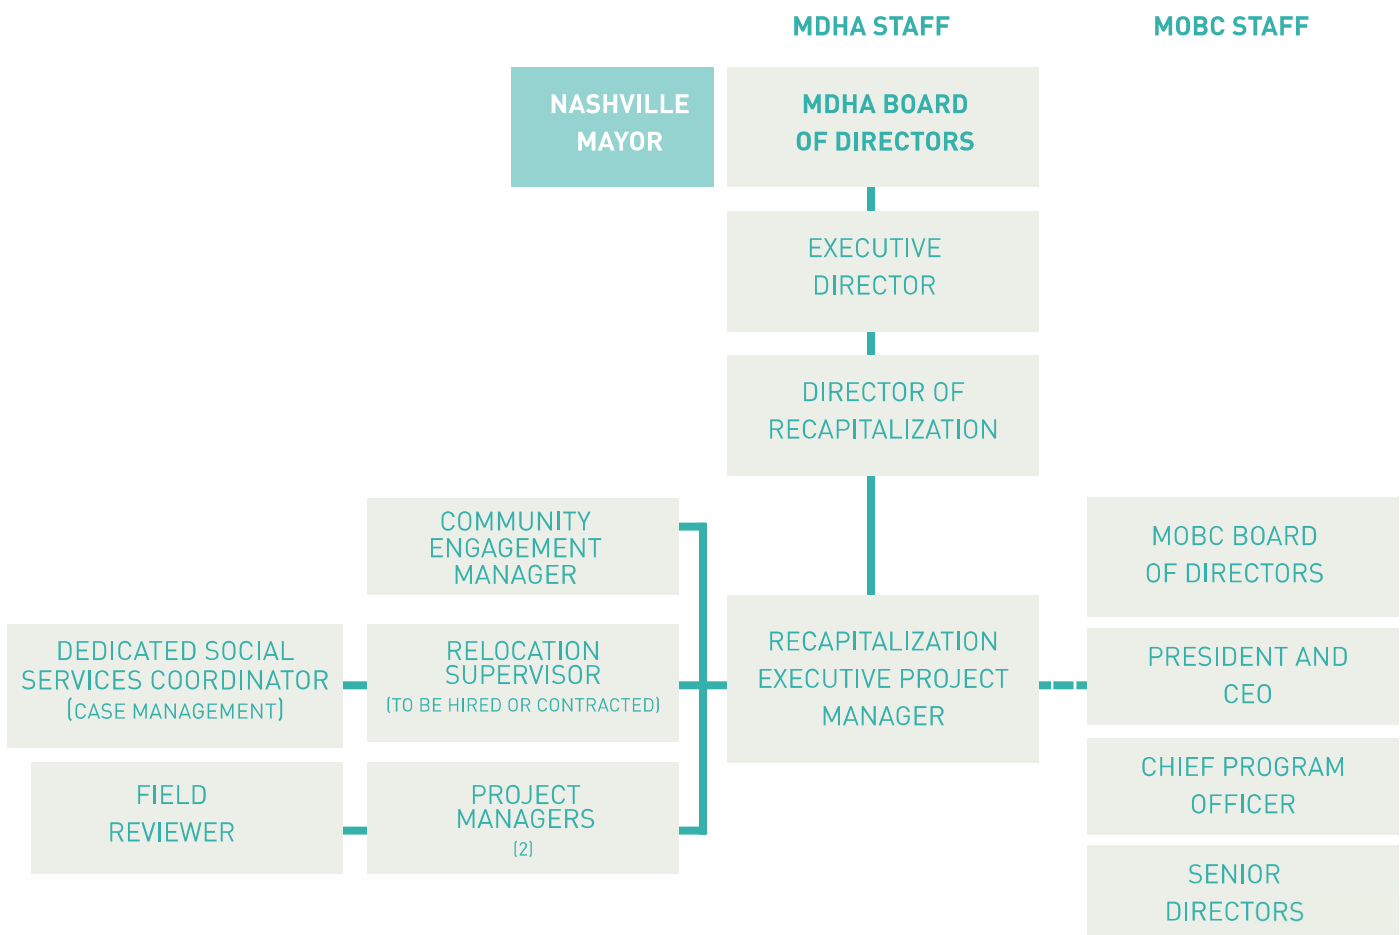 MDHA STAFF
MOBC STAFF
NASHVILLE
MAYOR
MDHA BOARD
OF DIRECTORS
EXECUTIVE
DIRECTOR
DIRECTOR OF
RECAPITALIZATION
COMMUNITY
ENGAGEMENT
MANAGER
DEDICATED SOCIAL
SERVICES COORDINATOR
(CASE MANAGEMENT)
RELOCATION
SUPERVISOR
(TO BE HIRED OR CONTRACTED)
FIELD
REVIEWER
PROJECT
MANAGERS
(2)
RECAPITALIZATION
EXECUTIVE PROJECT
MANAGER
MOBC BOARD
OF DIRECTORS
PRESIDENT AND
CEO
CHIEF PROGRAM
OFFICER
SENIOR
DIRECTORS